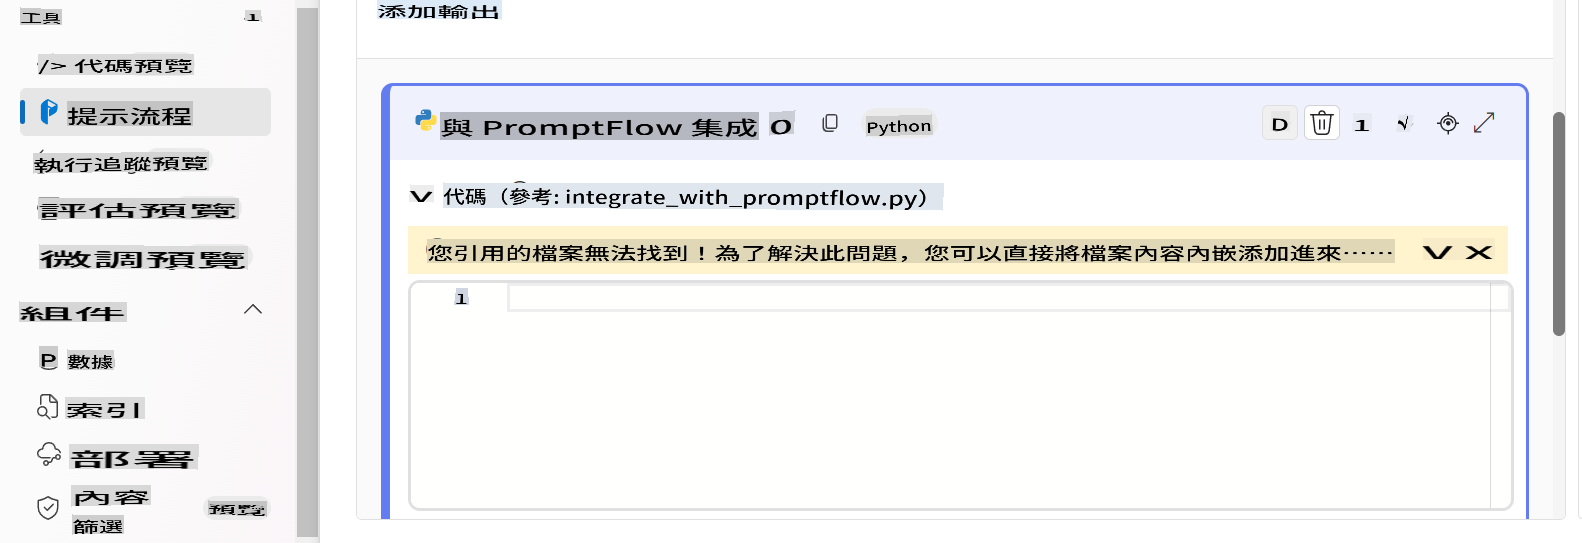 工具 1
</> 代碼預覽
提示流程
執行追蹤預覽
評估預覽
微調預覽
組件
P 數據
索引
部署
內容
篩選
預覽
添加輸出
與 PromptFlow 集成 O
Python
D
1
√
代碼（參考: integrate_with_promptflow.py）
您引用的檔案無法找到！為了解決此問題，您可以直接將檔案內容內嵌添加進來……
1